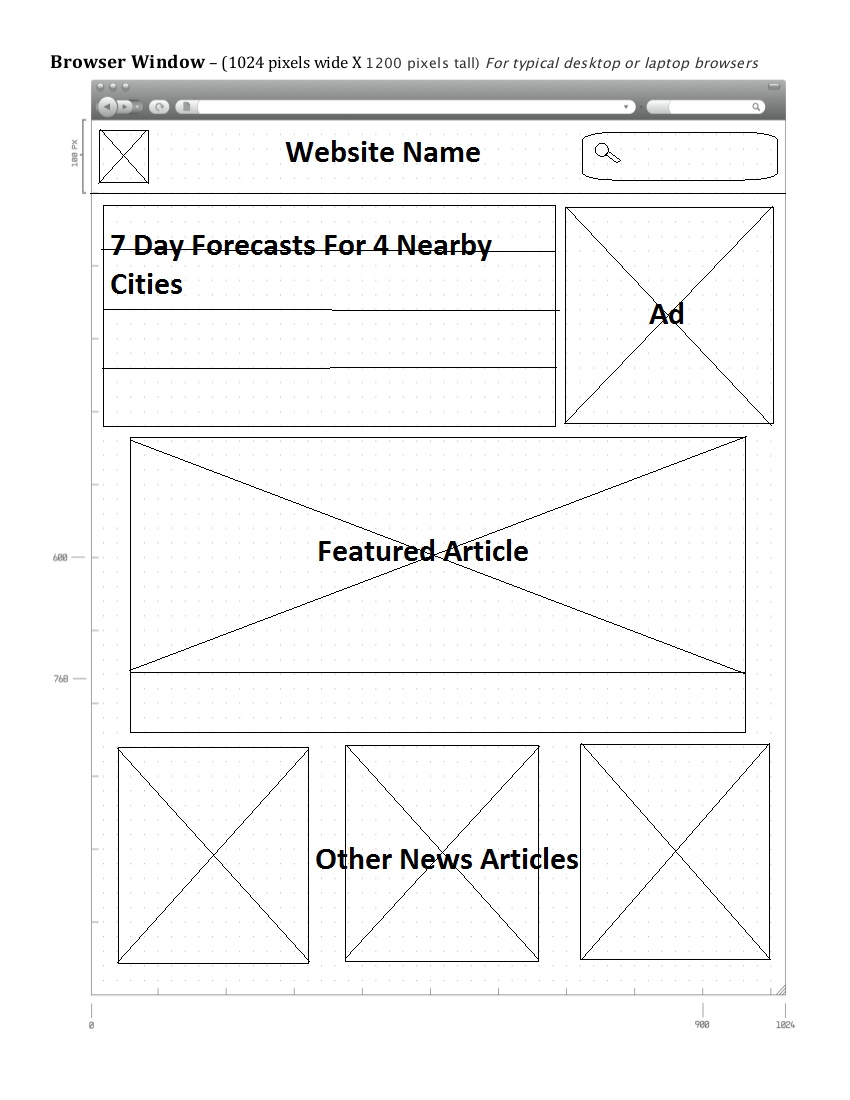 Browser Window – (1024 pixels wide X 1200 pixels tall) For typical desktop or laptop browsers
100 PX
Website Name
7 Day Forecasts For 4 Nearby
Cities
Ad
Featured Article
600
760
Other News Articles
0
900
1024